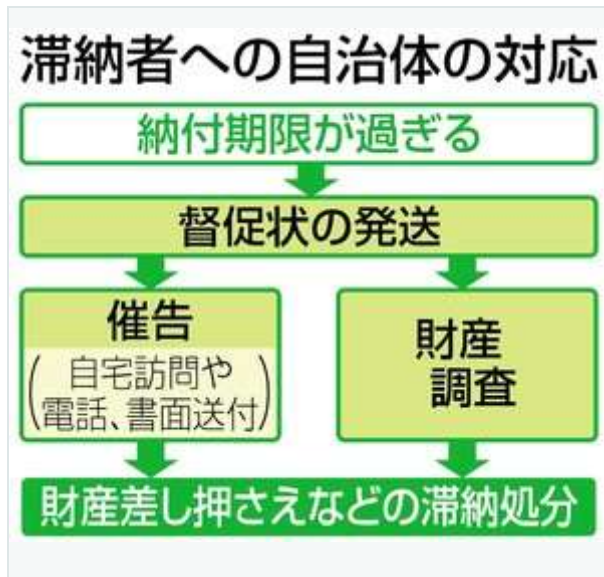 滞納者への自治体の対応
納付期限が過ぎる
督促状の発送
催告
(自宅訪問や
電話、書面送付)
財産
調査
財産差し押さえなどの滞納処分